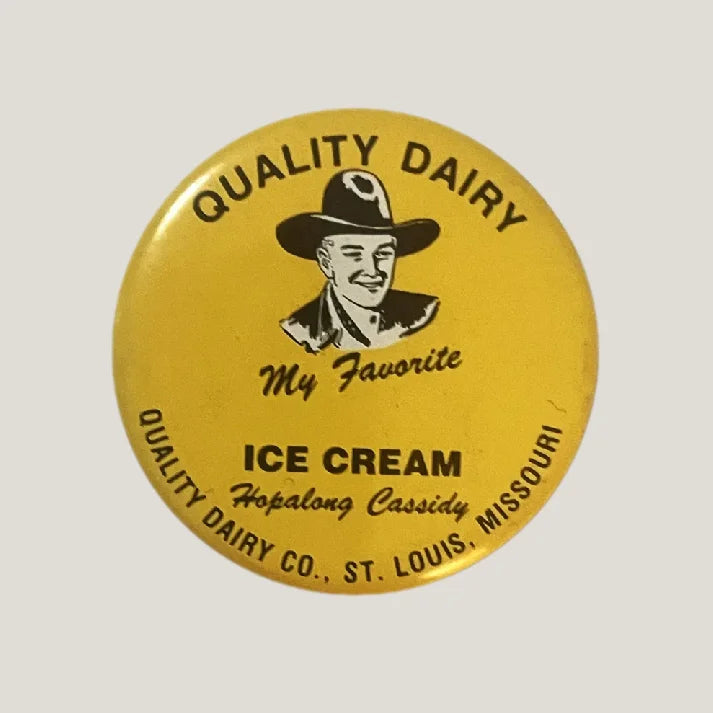 QUALITY DAIRY
My Favorite
ICE CREAM
Hopalong Cassidy
QUALITY DAIRY CO., ST. LOUIS, MISSOURI